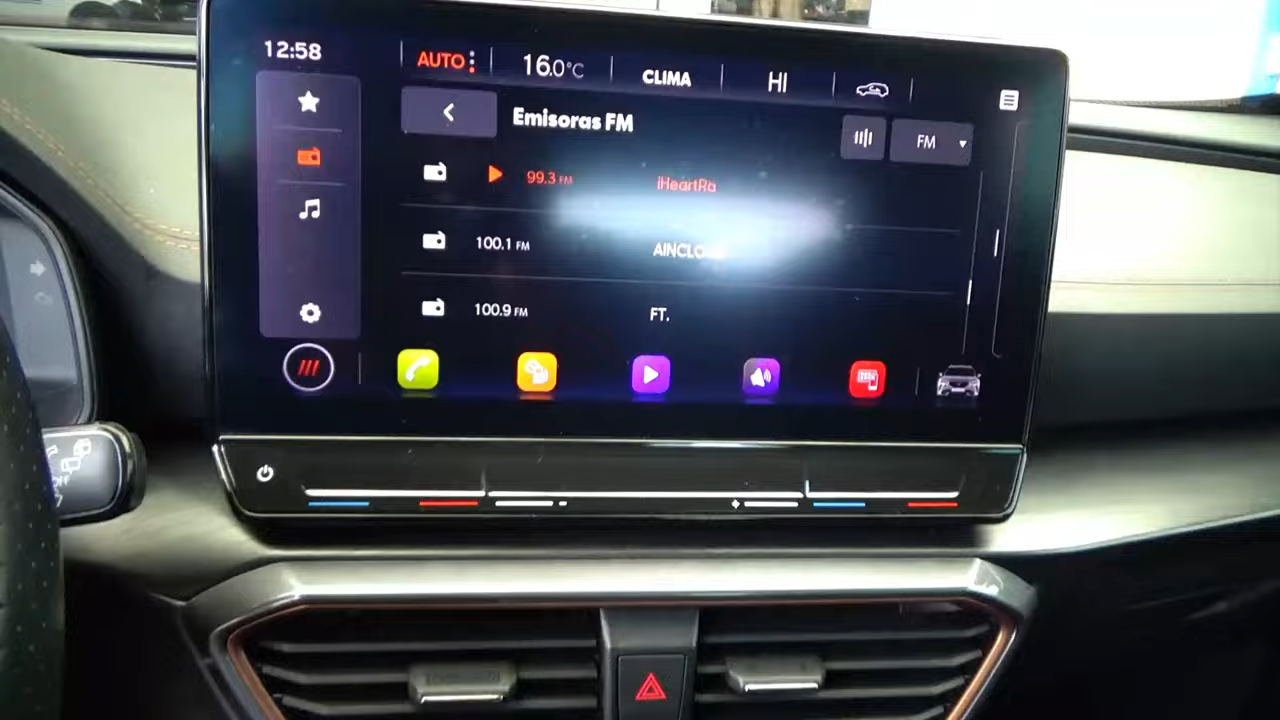 12:58
AUTO 16.0°C CLIMA HI
Emisoras FM
FM
99.3 FM iHeartRa
100.1 FM
100.9 FM FT.
OFF